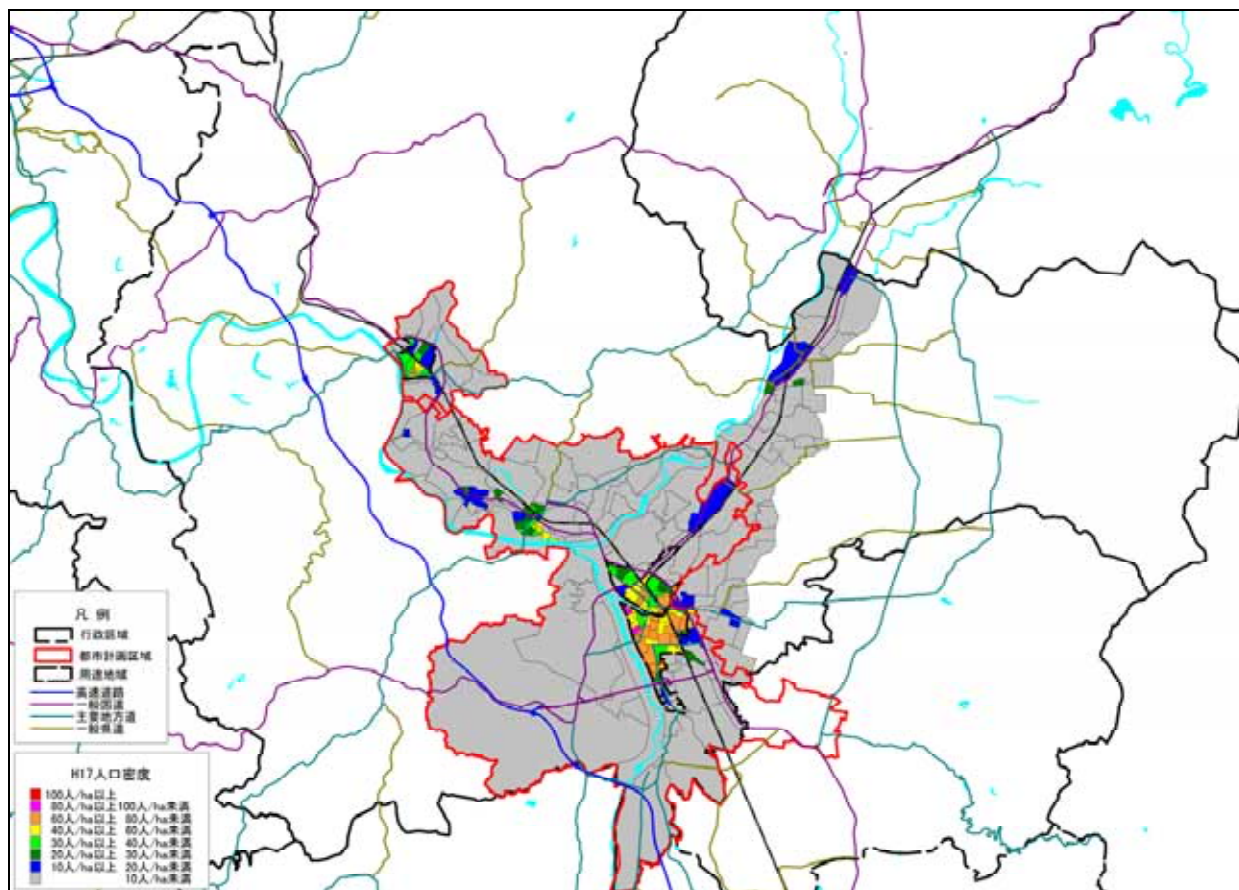 凡 例
行政区域
都市計画区域
用途地域
高速道路
一般国道
主要地方道
一般県道
H17人口密度
100人/ha以上
80人/ha以上100人/ha未満
60人/ha以上 80人/ha未満
40人/ha以上 60人/ha未満
30人/ha以上 40人/ha未満
20人/ha以上 30人/ha未満
10人/ha以上 20人/ha未満
10人/ha未満